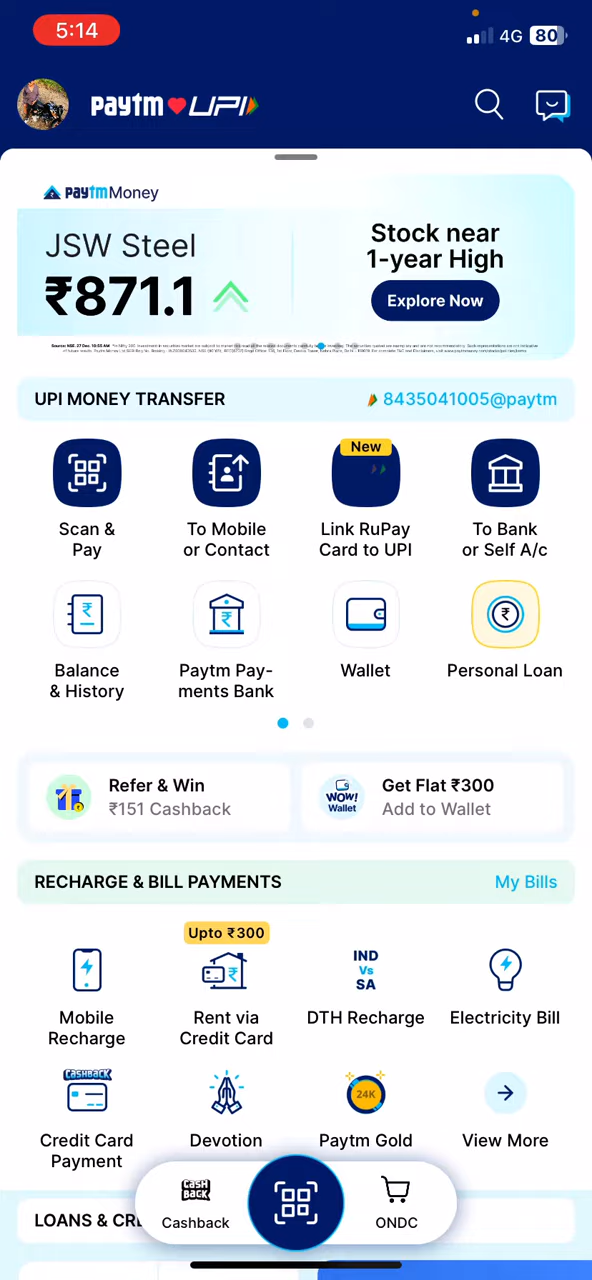 5:14
4G 80
paytm UPI
paytm Money
JSW Steel
₹871.1
Stock near
1-year High
Explore Now
UPI MONEY TRANSFER
8435041005@paytm
New
Scan &
Pay
To Mobile
or Contact
Link RuPay
Card to UPI
To Bank
or Self A/c
Balance
& History
Paytm Pay-
ments Bank
Wallet
Personal Loan
Refer & Win
₹151 Cashback
WOW!
Wallet
Get Flat ₹300
Add to Wallet
RECHARGE & BILL PAYMENTS
My Bills
Upto ₹300
IND
Vs
SA
Mobile
Recharge
Rent via
Credit Card
DTH Recharge
Electricity Bill
CASHBACK
24K
Credit Card
Payment
Devotion
Paytm Gold
View More
LOANS & CRE
CASH
BACK
Cashback
ONDC